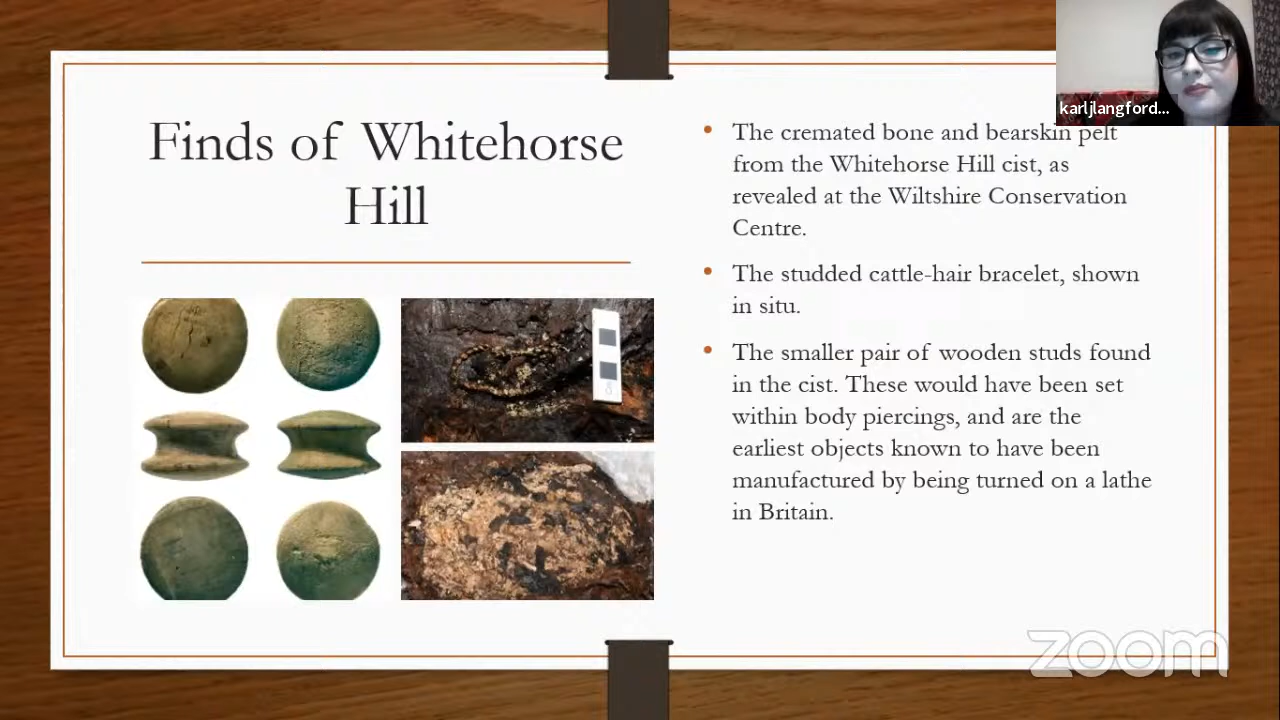 karljlangford...
Finds of Whitehorse
Hill
• The cremated bone and bearskin pelt
from the Whitehorse Hill cist, as
revealed at the Wiltshire Conservation
Centre.
• The studded cattle-hair bracelet, shown
in situ.
• The smaller pair of wooden studs found
in the cist. These would have been set
within body piercings, and are the
earliest objects known to have been
manufactured by being turned on a lathe
in Britain.
zoom